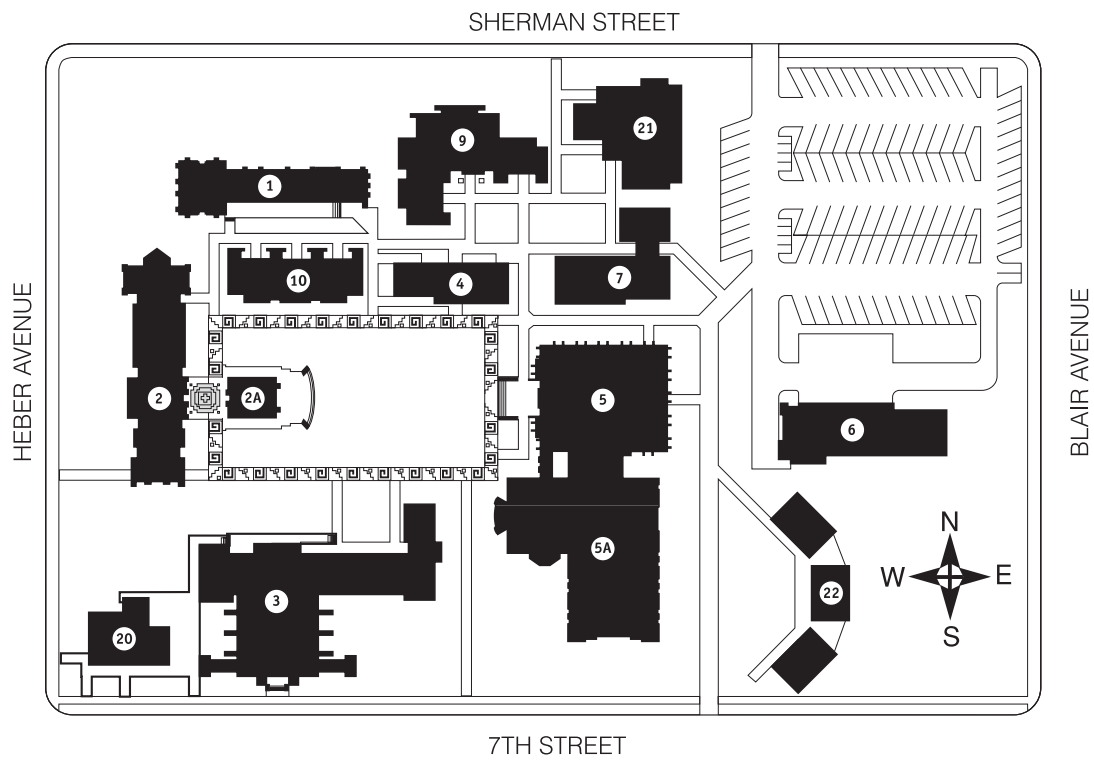 SHERMAN STREET
21
9
1
10
4
7
HEBER AVENUE
BLAIR AVENUE
2
2A
5
6
N
W
E
S
5A
22
3
20
7TH STREET